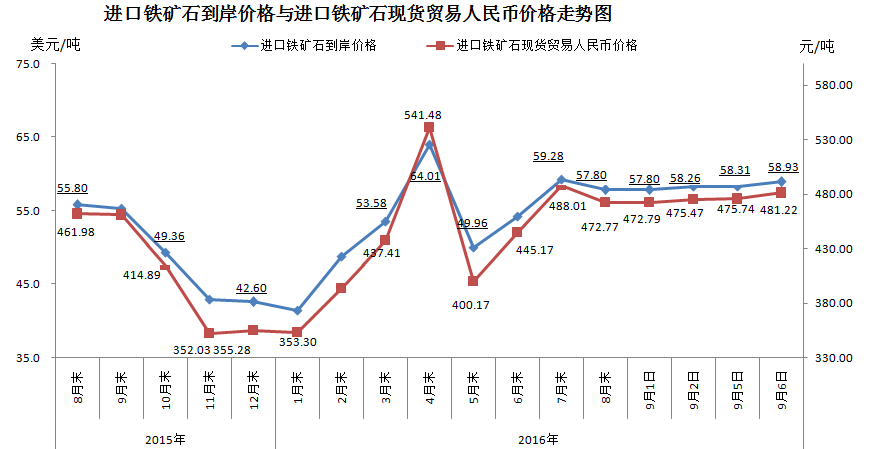 进口铁矿石到岸价格与进口铁矿石现货贸易人民币价格走势图
美元/吨
进口铁矿石到岸价格
进口铁矿石现货贸易人民币价格
元/吨
75.0
65.0
55.0
45.0
35.0
580.00
530.00
480.00
430.00
380.00
330.00
55.80
49.36
42.60
53.58
64.01
49.96
59.28
57.80
57.80
58.26
58.31
58.93
461.98
414.89
352.03
355.28
353.30
437.41
541.48
400.17
445.17
488.01
472.77
472.79
475.47
475.74
481.22
8月末
9月末
10月末
11月末
12月末
1月末
2月末
3月末
4月末
5月末
6月末
7月末
8月末
9月1日
9月2日
9月5日
9月6日
2015年
2016年